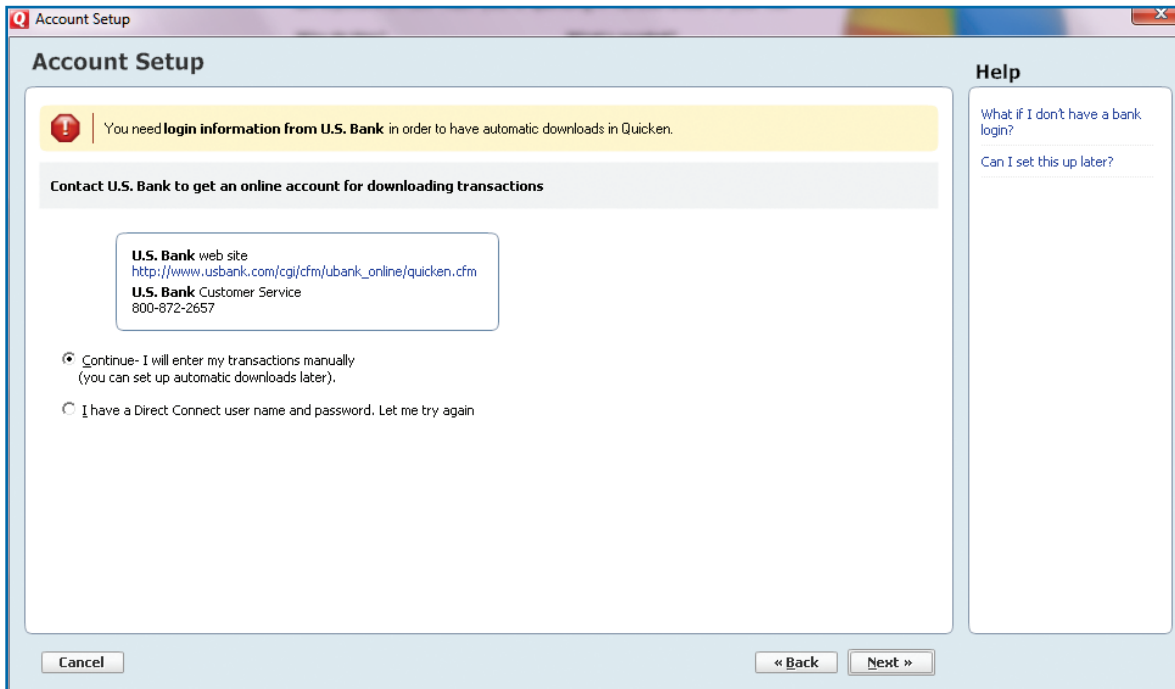 Account Setup
X
Account Setup
Help
You need login information from U.S. Bank in order to have automatic downloads in Quicken.
What if I don't have a bank
login?
Can I set this up later?
Contact U.S. Bank to get an online account for downloading transactions
U.S. Bank web site
http://www.usbank.com/cgi/cfm/ubank_online/quicken.cfm
U.S. Bank Customer Service
800-872-2657
Continue- I will enter my transactions manually
(you can set up automatic downloads later).
I have a Direct Connect user name and password. Let me try again
Cancel
« Back
Next »